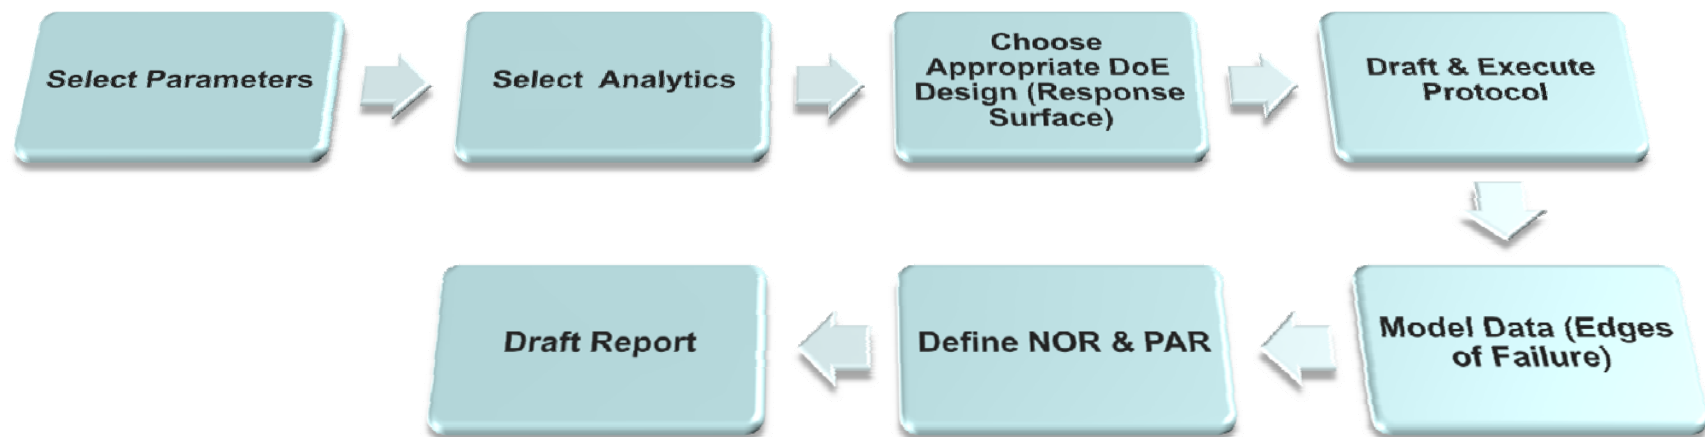 Select Parameters
Select Analytics
Choose
Appropriate DoE
Design (Response
Surface)
Draft & Execute
Protocol
Model Data (Edges
of Failure)
Define NOR & PAR
Draft Report